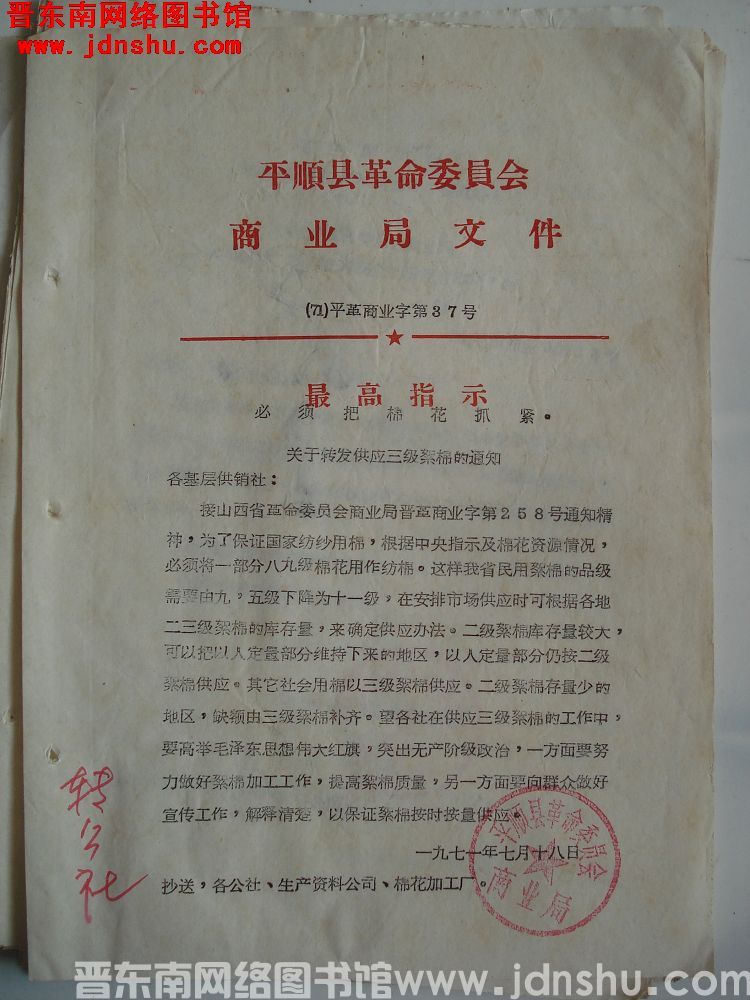 晋东南网络图书馆
www.jdnshu.com
平順县革命委員会
商业局文件
(71)平革商业字第37号
最高指示
必须把棉花抓紧。
关于转发供应三级絮棉的通知
各基层供销社：
接山西省革命委员会商业局晋革商业字第258号通知精
神，为了保证国家纺纱用棉，根据中央指示及棉花资源情况，
必须将一部分八九级棉花用作纺棉。这样我省民用絮棉的品级
需要由九，五级下降为十一级，在安排市场供应时可根据各地
二三级絮棉的库存量，来确定供应办法。二级絮棉库存量较大，
可以把以人定量部分维持下来的地区，以人定量部分仍按二级
絮棉供应。其它社会用棉以三级絮棉供应。二级絮棉存量少的
地区，缺额由三级絮棉补齐。望各社在供应三级絮棉的工作中，
要高举毛泽东思想伟大红旗，突出无产阶级政治，一方面要努
力做好絮棉加工工作，提高絮棉质量，另一方面要向群众做好
宣传工作，解释清楚，以保证絮棉按时按量供应。
一九七一年七月十八日
平顺县革命委员会
商业局
抄送，各公社、生产资料公司、棉花加工厂。
转公社
晋东南网络图书馆www.jdnshu.com